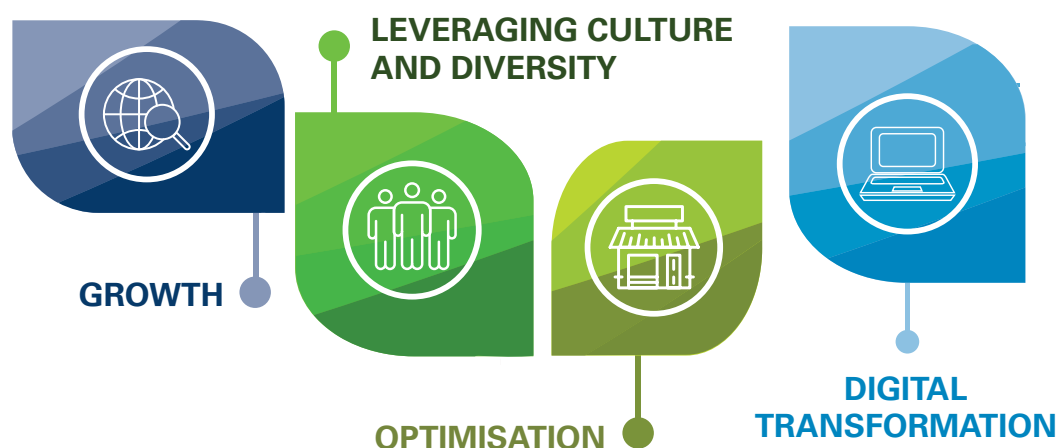 LEVERAGING CULTURE
AND DIVERSITY
GROWTH
OPTIMISATION
DIGITAL
TRANSFORMATION